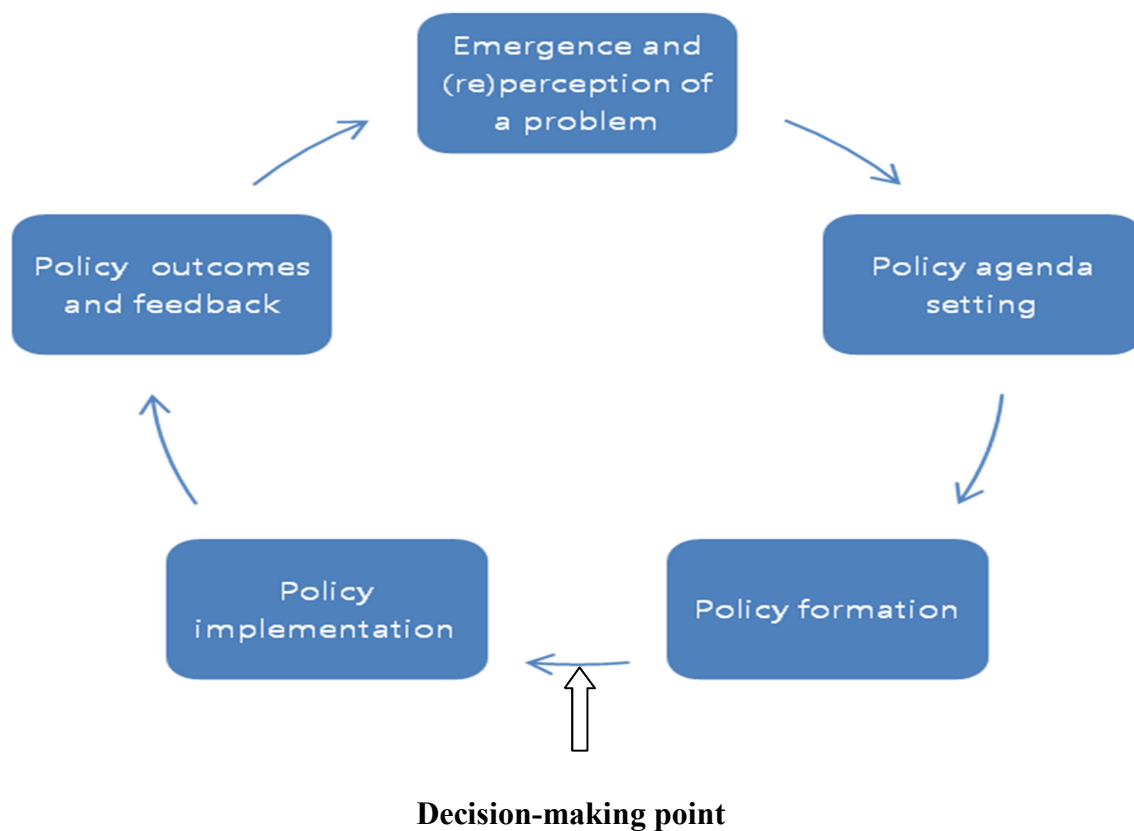 Emergence and
(re)perception of
a problem
Policy agenda
setting
Policy formation
Policy
implementation
Policy outcomes
and feedback
Decision-making point